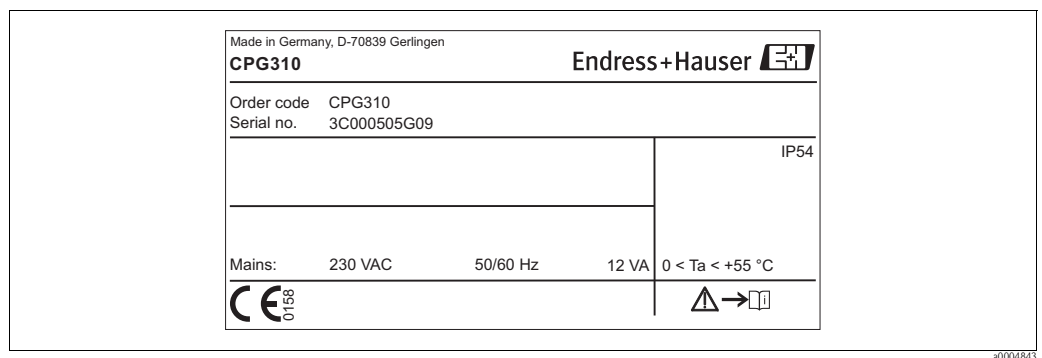 Made in Germany, D-70839 Gerlingen
CPG310
Endress+Hauser
Order code CPG310
Serial no. 3C000505G09
IP54
Mains: 230 VAC 50/60 Hz 12 VA 0 < Ta < +55 °C
CE 0158
i
a0004843